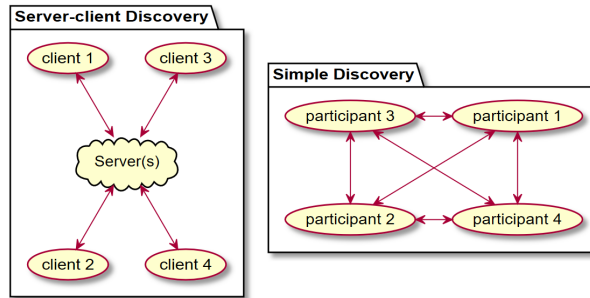 Server-client Discovery
client 1
client 3
Server(s)
client 2
client 4
Simple Discovery
participant 3
participant 1
participant 2
participant 4